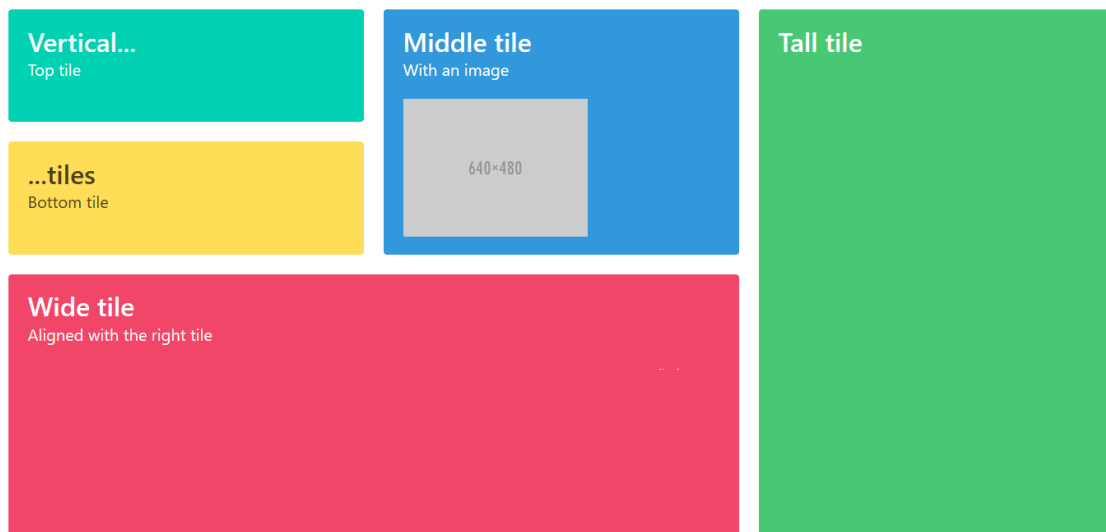 Vertical...
Top tile
...tiles
Bottom tile
Middle tile
With an image
640×480
Wide tile
Aligned with the right tile
Tall tile